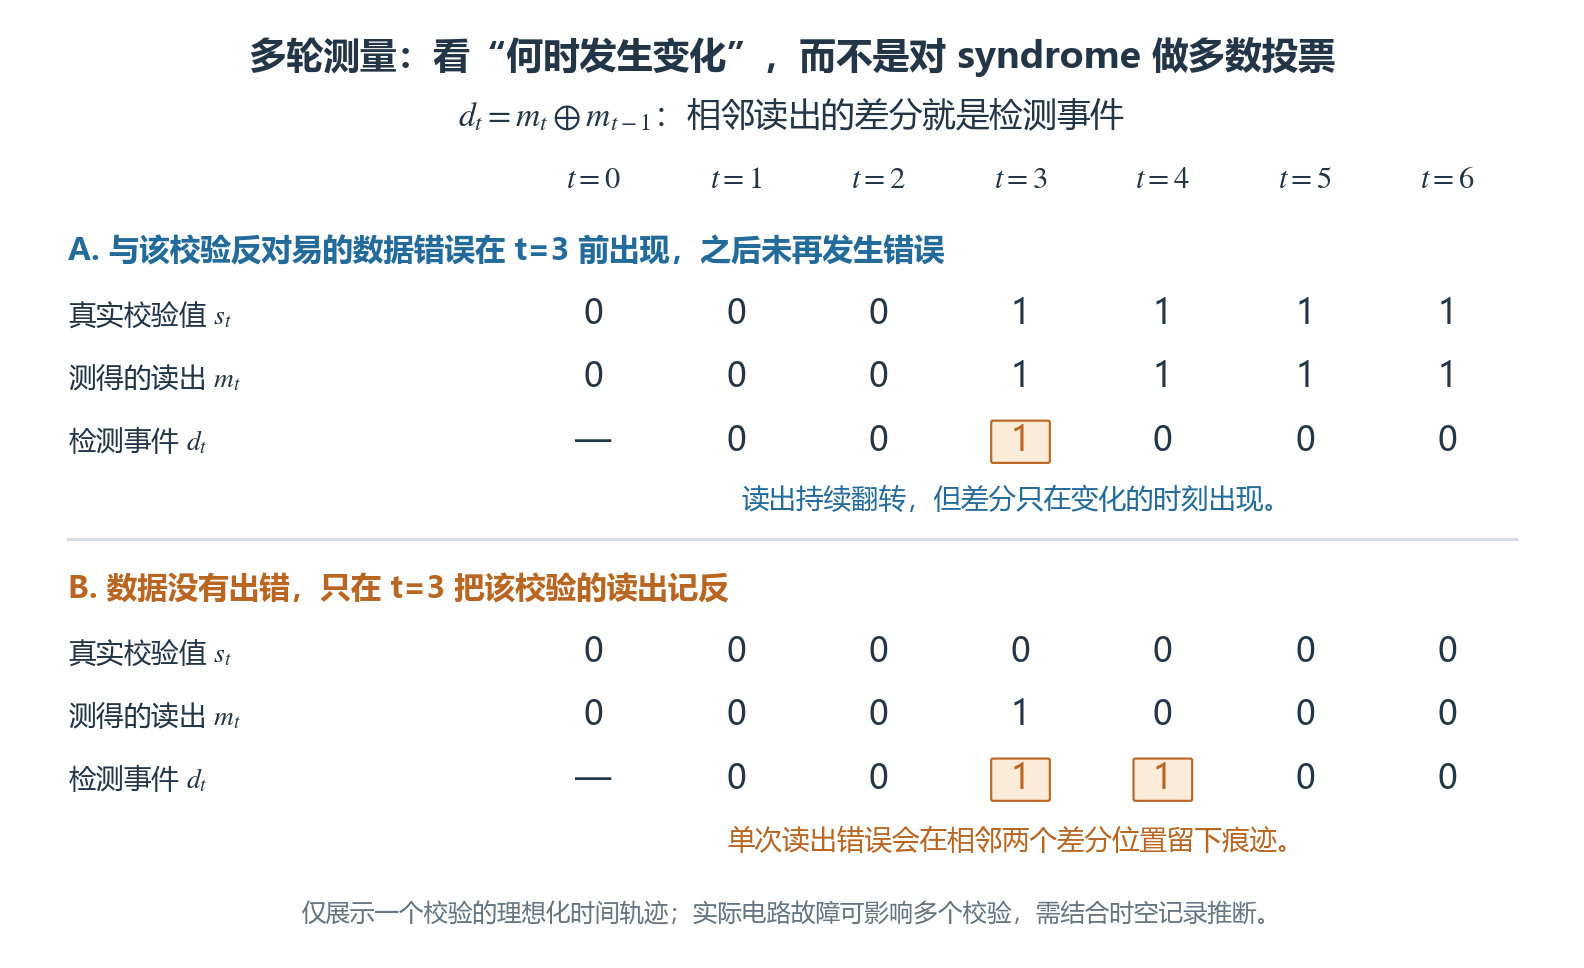 多轮测量：看“何时发生变化”，而不是对 syndrome 做多数投票
dₜ = mₜ ⊕ mₜ₋₁：相邻读出的差分就是检测事件
t = 0 t = 1 t = 2 t = 3 t = 4 t = 5 t = 6
A. 与该校验反对易的数据错误在 t=3 前出现，之后未再发生错误
真实校验值 sₜ 0 0 0 1 1 1 1
测得的读出 mₜ 0 0 0 1 1 1 1
检测事件 dₜ — 0 0 1 0 0 0
读出持续翻转，但差分只在变化的时刻出现。
B. 数据没有出错，只在 t=3 把该校验的读出记反
真实校验值 sₜ 0 0 0 0 0 0 0
测得的读出 mₜ 0 0 0 1 0 0 0
检测事件 dₜ — 0 0 1 1 0 0
单次读出错误会在相邻两个差分位置留下痕迹。
仅展示一个校验的理想化时间轨迹；实际电路故障可影响多个校验，需结合时空记录推断。